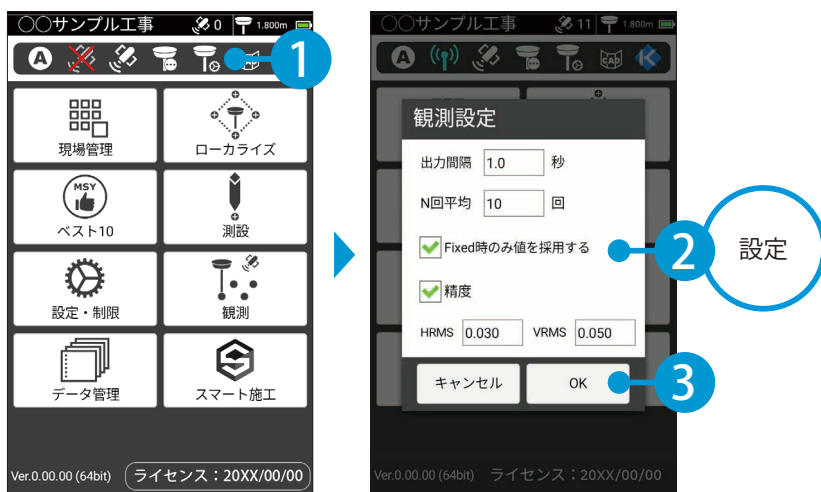 ○○サンプル工事 0 1.800m
A CAD
1
現場管理 ローカライズ
MSY
ベスト10 測設
設定・制限 観測
データ管理 スマート施工
Ver.0.00.00 (64bit) ライセンス：20XX/00/00
○○サンプル工事 11 1.800m
A CAD K
観測設定
出力間隔 1.0 秒
N回平均 10 回
Fixed時のみ値を採用する
2 設定
精度
HRMS 0.030 VRMS 0.050
キャンセル OK
3
Ver.0.00.00 (64bit) ライセンス：20XX/00/00